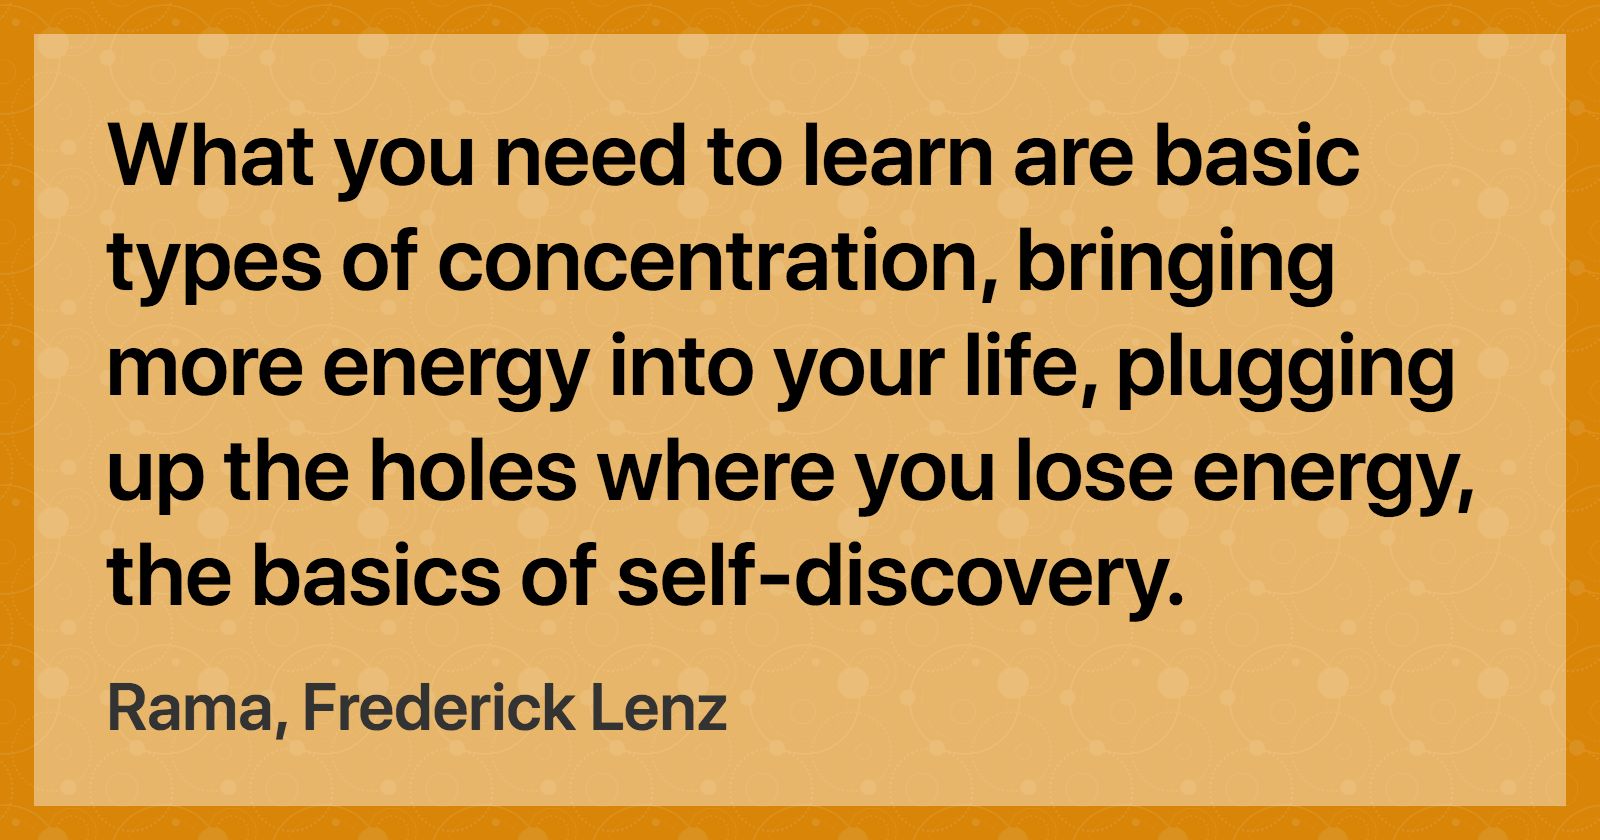 What you need to learn are basic
types of concentration, bringing
more energy into your life, plugging
up the holes where you lose energy,
the basics of self-discovery.
Rama, Frederick Lenz